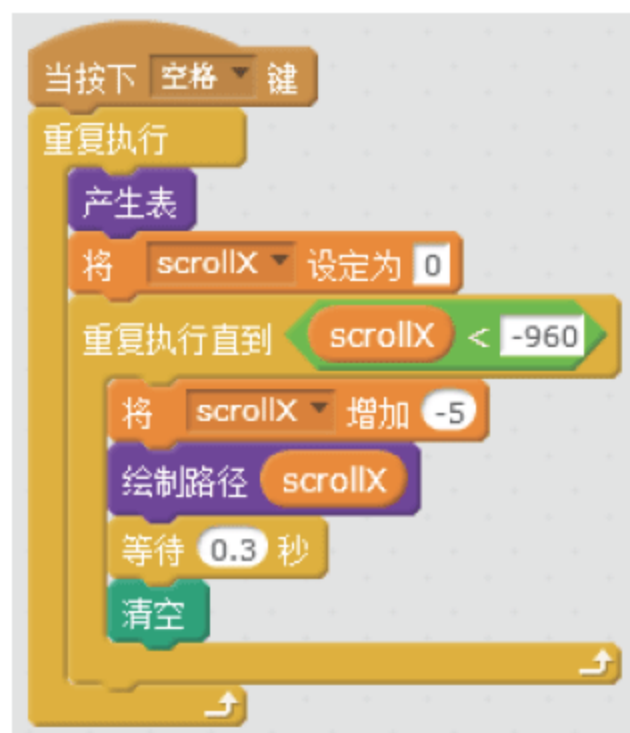 当按下 空格 键
重复执行
产生表
将 scrollX 设定为 0
重复执行直到 scrollX < -960
将 scrollX 增加 -5
绘制路径 scrollX
等待 0.3 秒
清空